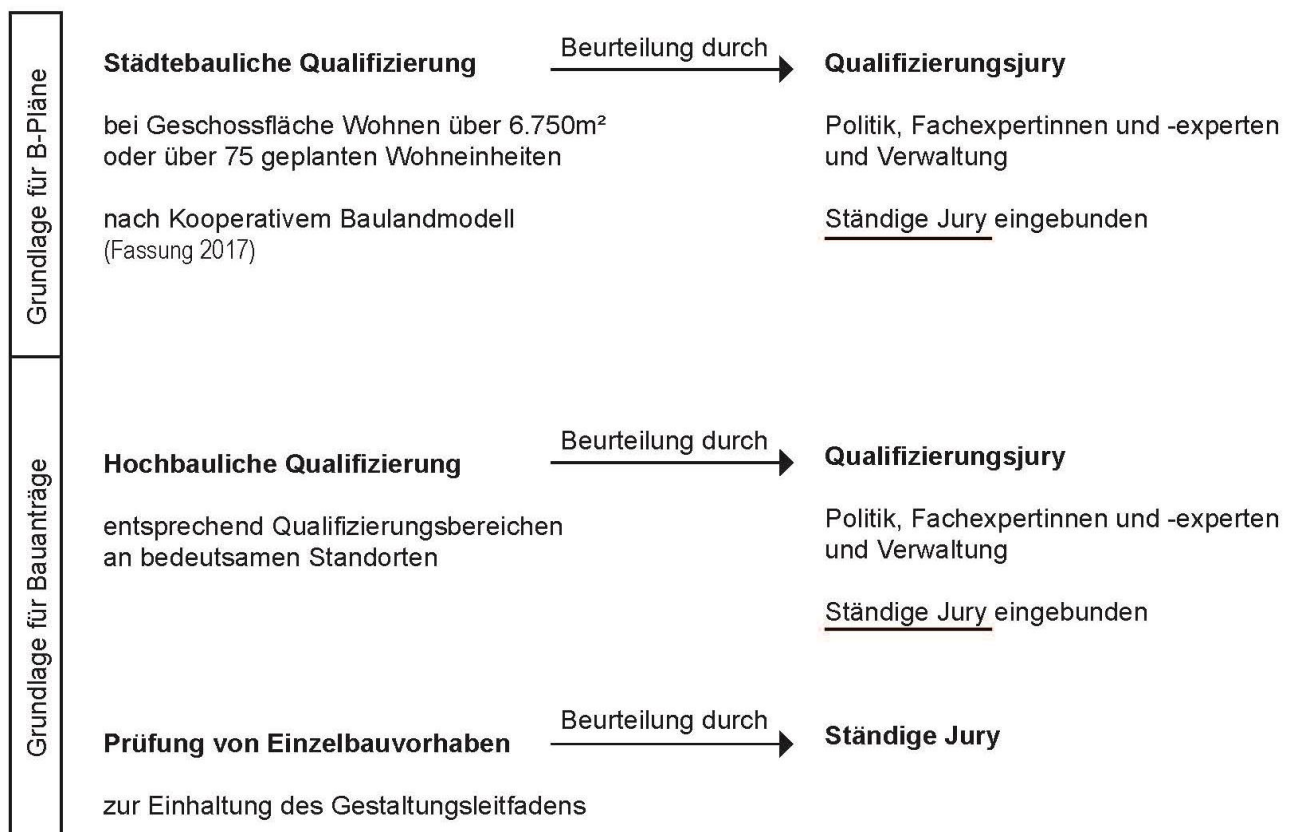 Grundlage für B-Pläne
Städtebauliche Qualifizierung
Beurteilung durch
Qualifizierungsjury
bei Geschossfläche Wohnen über 6.750m²
oder über 75 geplanten Wohneinheiten
nach Kooperativem Baulandmodell
(Fassung 2017)
Politik, Fachexpertinnen und -experten
und Verwaltung
Ständige Jury eingebunden
Grundlage für Bauanträge
Hochbauliche Qualifizierung
Beurteilung durch
Qualifizierungsjury
entsprechend Qualifizierungsbereichen
an bedeutsamen Standorten
Politik, Fachexpertinnen und -experten
und Verwaltung
Ständige Jury eingebunden
Prüfung von Einzelbauvorhaben
Beurteilung durch
Ständige Jury
zur Einhaltung des Gestaltungsleitfadens